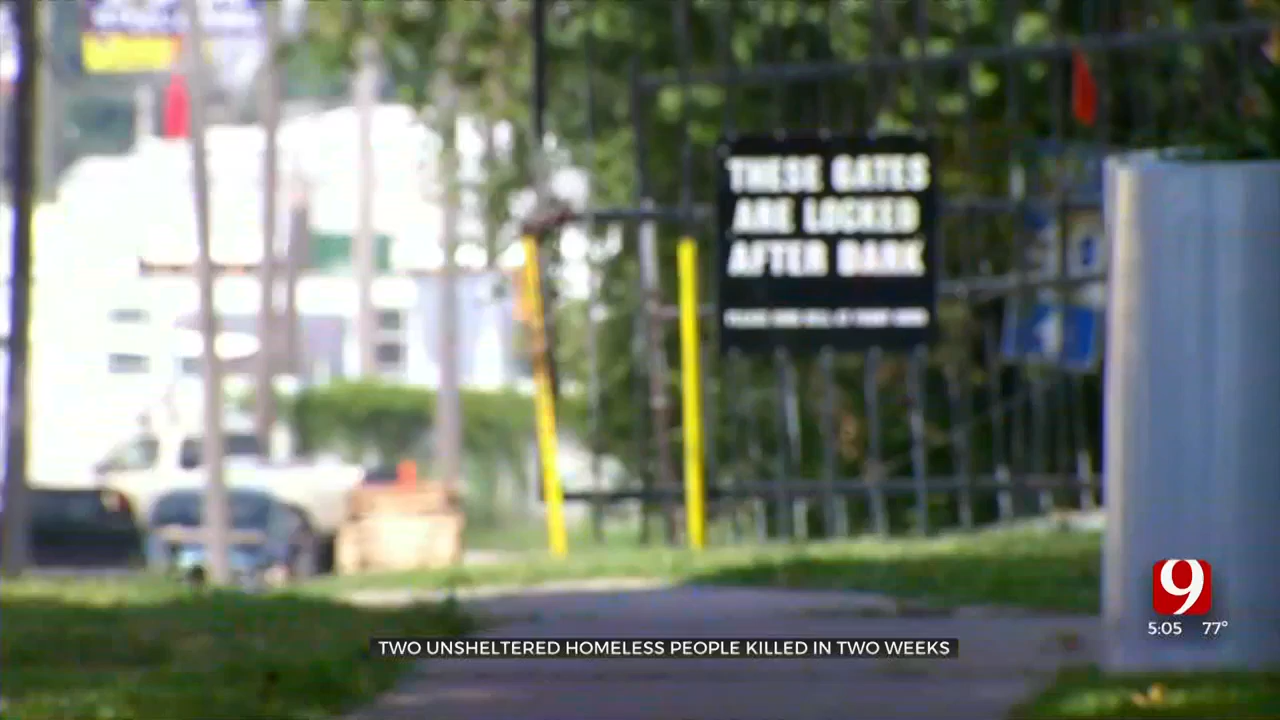 THESE GATES
ARE LOCKED
AFTER DARK
9
5:05 77°
TWO UNSHELTERED HOMELESS PEOPLE KILLED IN TWO WEEKS